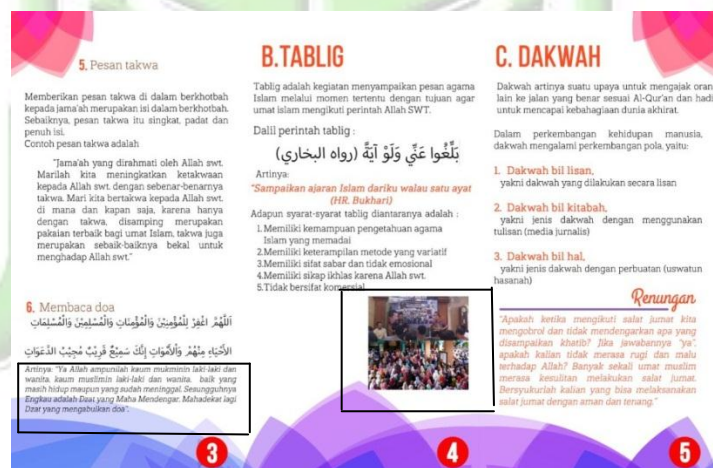 5. Pesan takwa
Memberikan pesan takwa di dalam berkhotbah
kepada jama'ah merupakan isi dalam berkhotbah.
Sebaiknya, pesan takwa itu singkat, padat dan
penuh isi.
Contoh pesan takwa adalah
"Jama'ah yang dirahmati oleh Allah swt.
Marilah kita meningkatkan ketakwaan
kepada Allah swt. dengan sebenar-benarnya
takwa. Mari kita bertakwa kepada Allah swt.
di mana dan kapan saja, karena hanya
dengan takwa, disamping merupakan
pakaian terbaik bagi umat Islam, takwa juga
merupakan sebaik-baiknya bekal untuk
menghadap Allah swt."
6. Membaca doa
اَللّٰهُمَّ اغْفِرْ لِلْمُؤْمِنِيْنَ وَالْمُؤْمِنَاتِ وَالْمُسْلِمِيْنَ وَالْمُسْلِمَاتِ
الأَحْيَاءِ مِنْهُمْ وَالْأَمْوَاتِ إِنَّكَ سَمِيْعٌ قَرِيْبٌ مُجِيْبُ الدَّعَوَاتِ
Artinya: "Ya Allah ampunilah kaum mukminin laki-laki dan
wanita, kaum muslimin laki-laki dan wanita, baik yang
masih hidup maupun yang sudah meninggal. Sesungguhnya
Engkau adalah Dzat yang Maha Mendengar. Mahadekat lagi
Dzat yang mengabulkan doa".
3
B.TABLIG
Tablig adalah kegiatan menyampaikan pesan agama
Islam melalui momen tertentu dengan tujuan agar
umat islam mengikuti perintah Allah SWT.
Dalil perintah tablig :
بَلِّغُوا عَنِّي وَلَوْ آيَةً (رواه البخاري)
Artinya:
"Sampaikan ajaran Islam dariku walau satu ayat
(HR. Bukhari)
Adapun syarat-syarat tablig diantaranya adalah :
1. Memiliki kemampuan pengetahuan agama
Islam yang memadai
2.Memiliki keterampilan metode yang variatif
3.Memiliki sifat sabar dan tidak emosional
4.Memiliki sikap ikhlas karena Allah swt.
5.Tidak bersifat komersial
4
C. DAKWAH
Dakwah artinya suatu upaya untuk mengajak oran
lain ke jalan yang benar sesuai Al-Qur'an dan hadi
untuk mencapai kebahagiaan dunia akhirat.
Dalam perkembangan kehidupan manusia,
dakwah mengalami perkembangan pola, yaitu:
1. Dakwah bil lisan,
yakni dakwah yang dilakukan secara lisan
2. Dakwah bil kitabah,
yakni jenis dakwah dengan menggunakan
tulisan (media jurnalis)
3. Dakwah bil hal,
yakni jenis dakwah dengan perbuatan (uswatun
hasanah)
Renungan
"Apakah ketika mengikuti salat jumat kita
mengobrol dan tidak mendengarkan apa yang
disampaikan khatib? Jika jawabannya "ya".
apakah kalian tidak merasa rugi dan malu
terhadap Allah? Banyak sekali umat muslim
merasa kesulitan melakukan salat jumat.
Bersyukurlah kalian yang bisa melaksanakan
salat jumat dengan aman dan tenang."
5